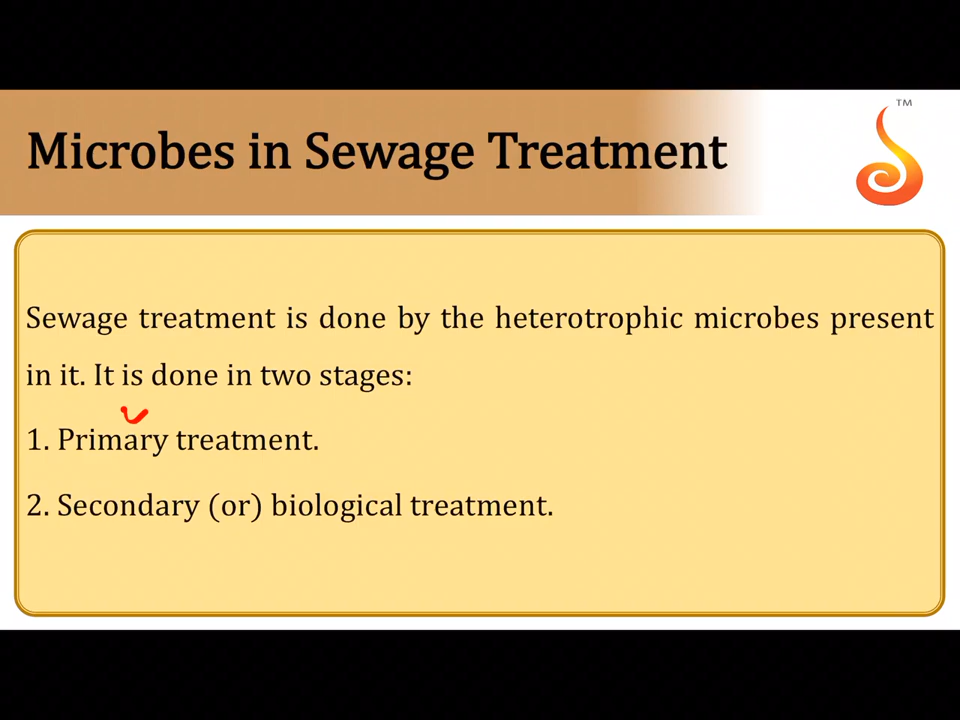 TM
Microbes in Sewage Treatment
Sewage treatment is done by the heterotrophic microbes present
in it. It is done in two stages:
1. Primary treatment.
2. Secondary (or) biological treatment.